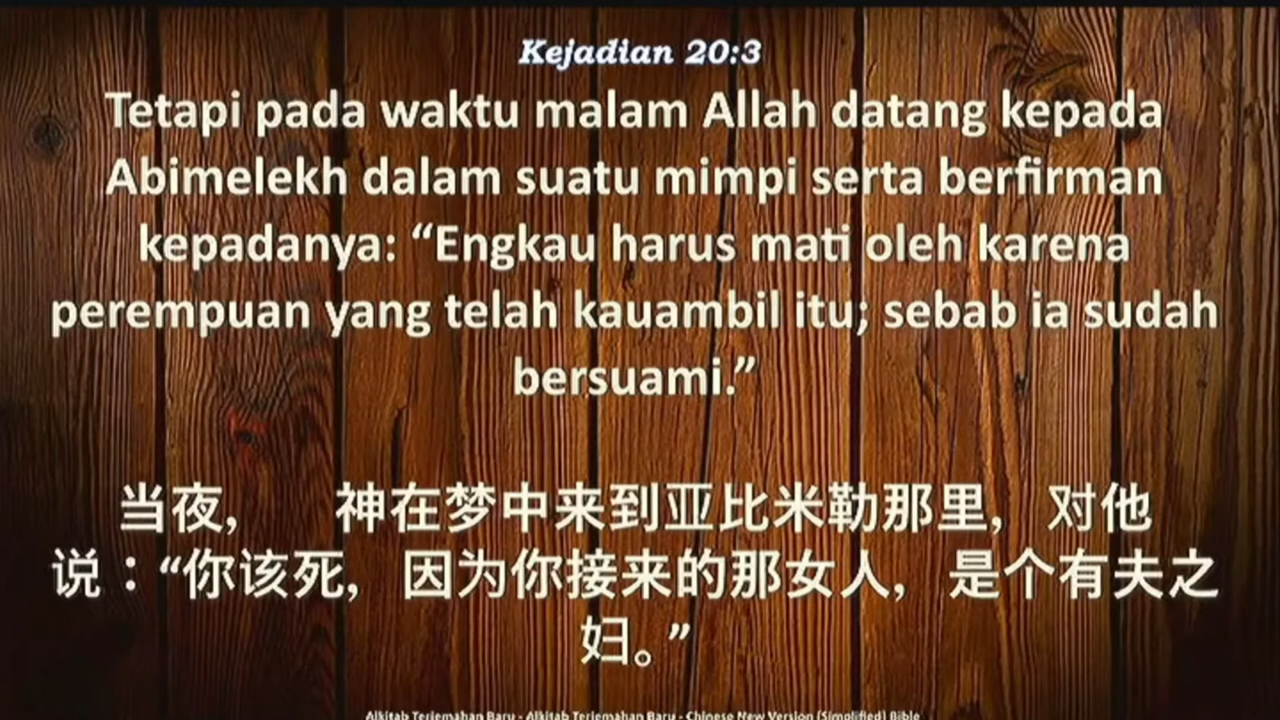 Kejadian 20:3
Tetapi pada waktu malam Allah datang kepada
Abimelekh dalam suatu mimpi serta berfirman
kepadanya: “Engkau harus mati oleh karena
perempuan yang telah kauambil itu; sebab ia sudah
bersuami.”
当夜，　神在梦中来到亚比米勒那里，对他
说：“你该死，因为你接来的那女人，是个有夫之
妇。”
Alkitab Terjemahan Baru - Alkitab Terjemahan Baru - Chinese New Version (Simplified) Bible